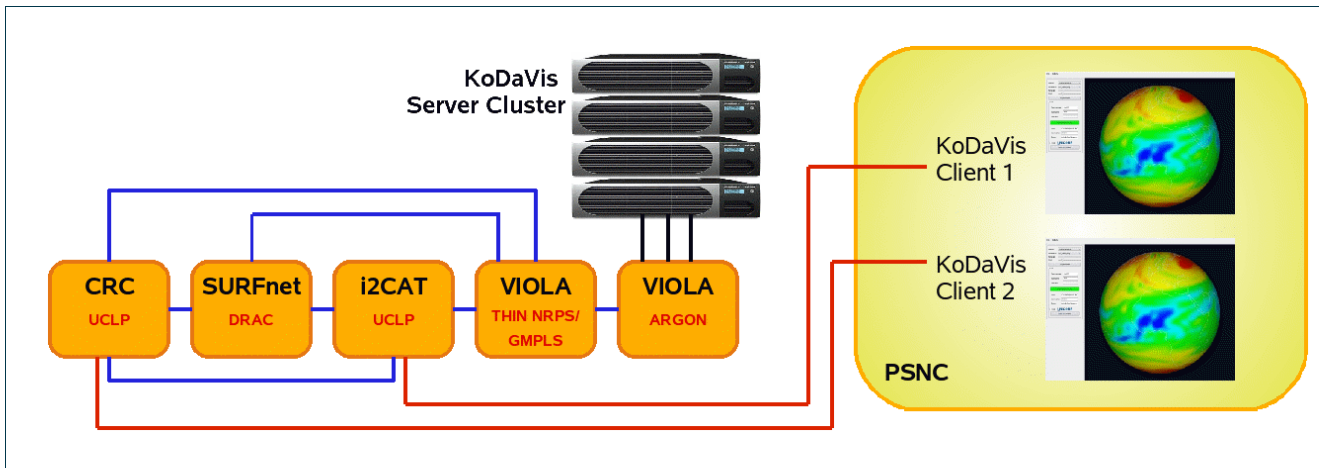 KoDaVis
Server Cluster
KoDaVis
Client 1
KoDaVis
Client 2
CRC
UCLP
SURFnet
DRAC
i2CAT
UCLP
VIOLA
THIN NRPS/
GMPLS
VIOLA
ARGON
PSNC